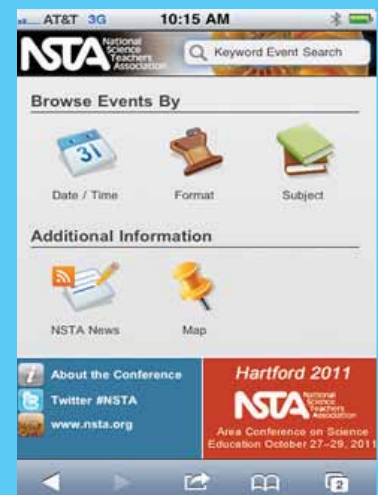 AT&T 3G 10:15 AM
NSTA National Science Teachers Association
Keyword Event Search
Browse Events By
31
Date / Time Format Subject
Additional Information
NSTA News Map
i About the Conference
Twitter #NSTA
www.nsta.org
Hartford 2011
NSTA National Science Teachers Association
Area Conference on Science
Education October 27–29, 2011
2